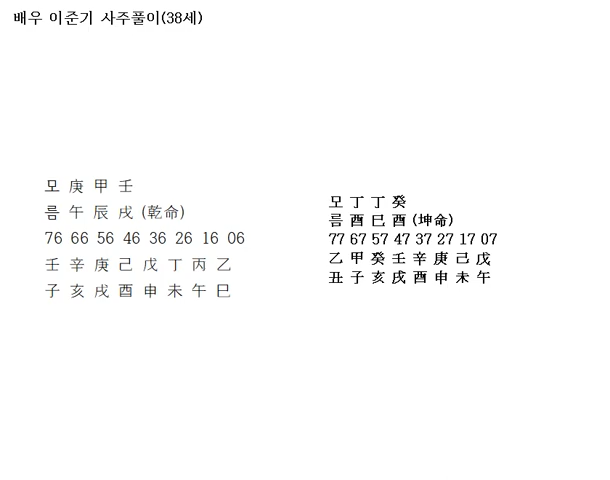 배우 이준기 사주풀이(38세)
모 庚 甲 壬
름 午 辰 戌 (乾命)
76 66 56 46 36 26 16 06
壬 辛 庚 己 戊 丁 丙 乙
子 亥 戌 酉 申 未 午 巳
모 丁 丁 癸
름 酉 巳 酉 (坤命)
77 67 57 47 37 27 17 07
乙 甲 癸 壬 辛 庚 己 戊
丑 子 亥 戌 酉 申 未 午